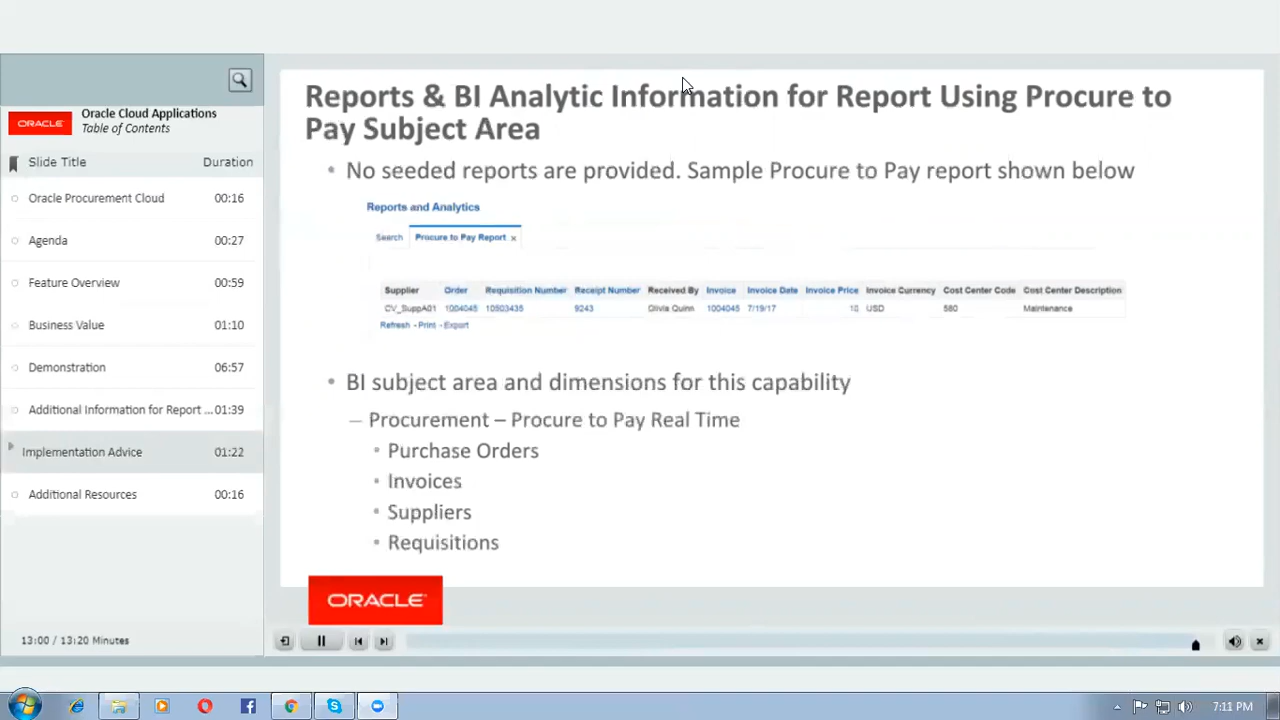 ORACLE
Oracle Cloud Applications
Table of Contents
Slide Title Duration
Oracle Procurement Cloud 00:16
Agenda 00:27
Feature Overview 00:59
Business Value 01:10
Demonstration 06:57
Additional Information for Report ... 01:39
Implementation Advice 01:22
Additional Resources 00:16
13:00 / 13:20 Minutes
Reports & BI Analytic Information for Report Using Procure to
Pay Subject Area
• No seeded reports are provided. Sample Procure to Pay report shown below
Reports and Analytics
Search Procure to Pay Report x
Supplier Order Requisition Number Receipt Number Received By Invoice Invoice Date Invoice Price Invoice Currency Cost Center Code Cost Center Description
CV_SuppA01 1004045 10503435 9243 Olivia Quinn 1004045 7/19/17 10 USD 580 Maintenance
Refresh - Print - Export
• BI subject area and dimensions for this capability
– Procurement – Procure to Pay Real Time
• Purchase Orders
• Invoices
• Suppliers
• Requisitions
ORACLE
7:11 PM